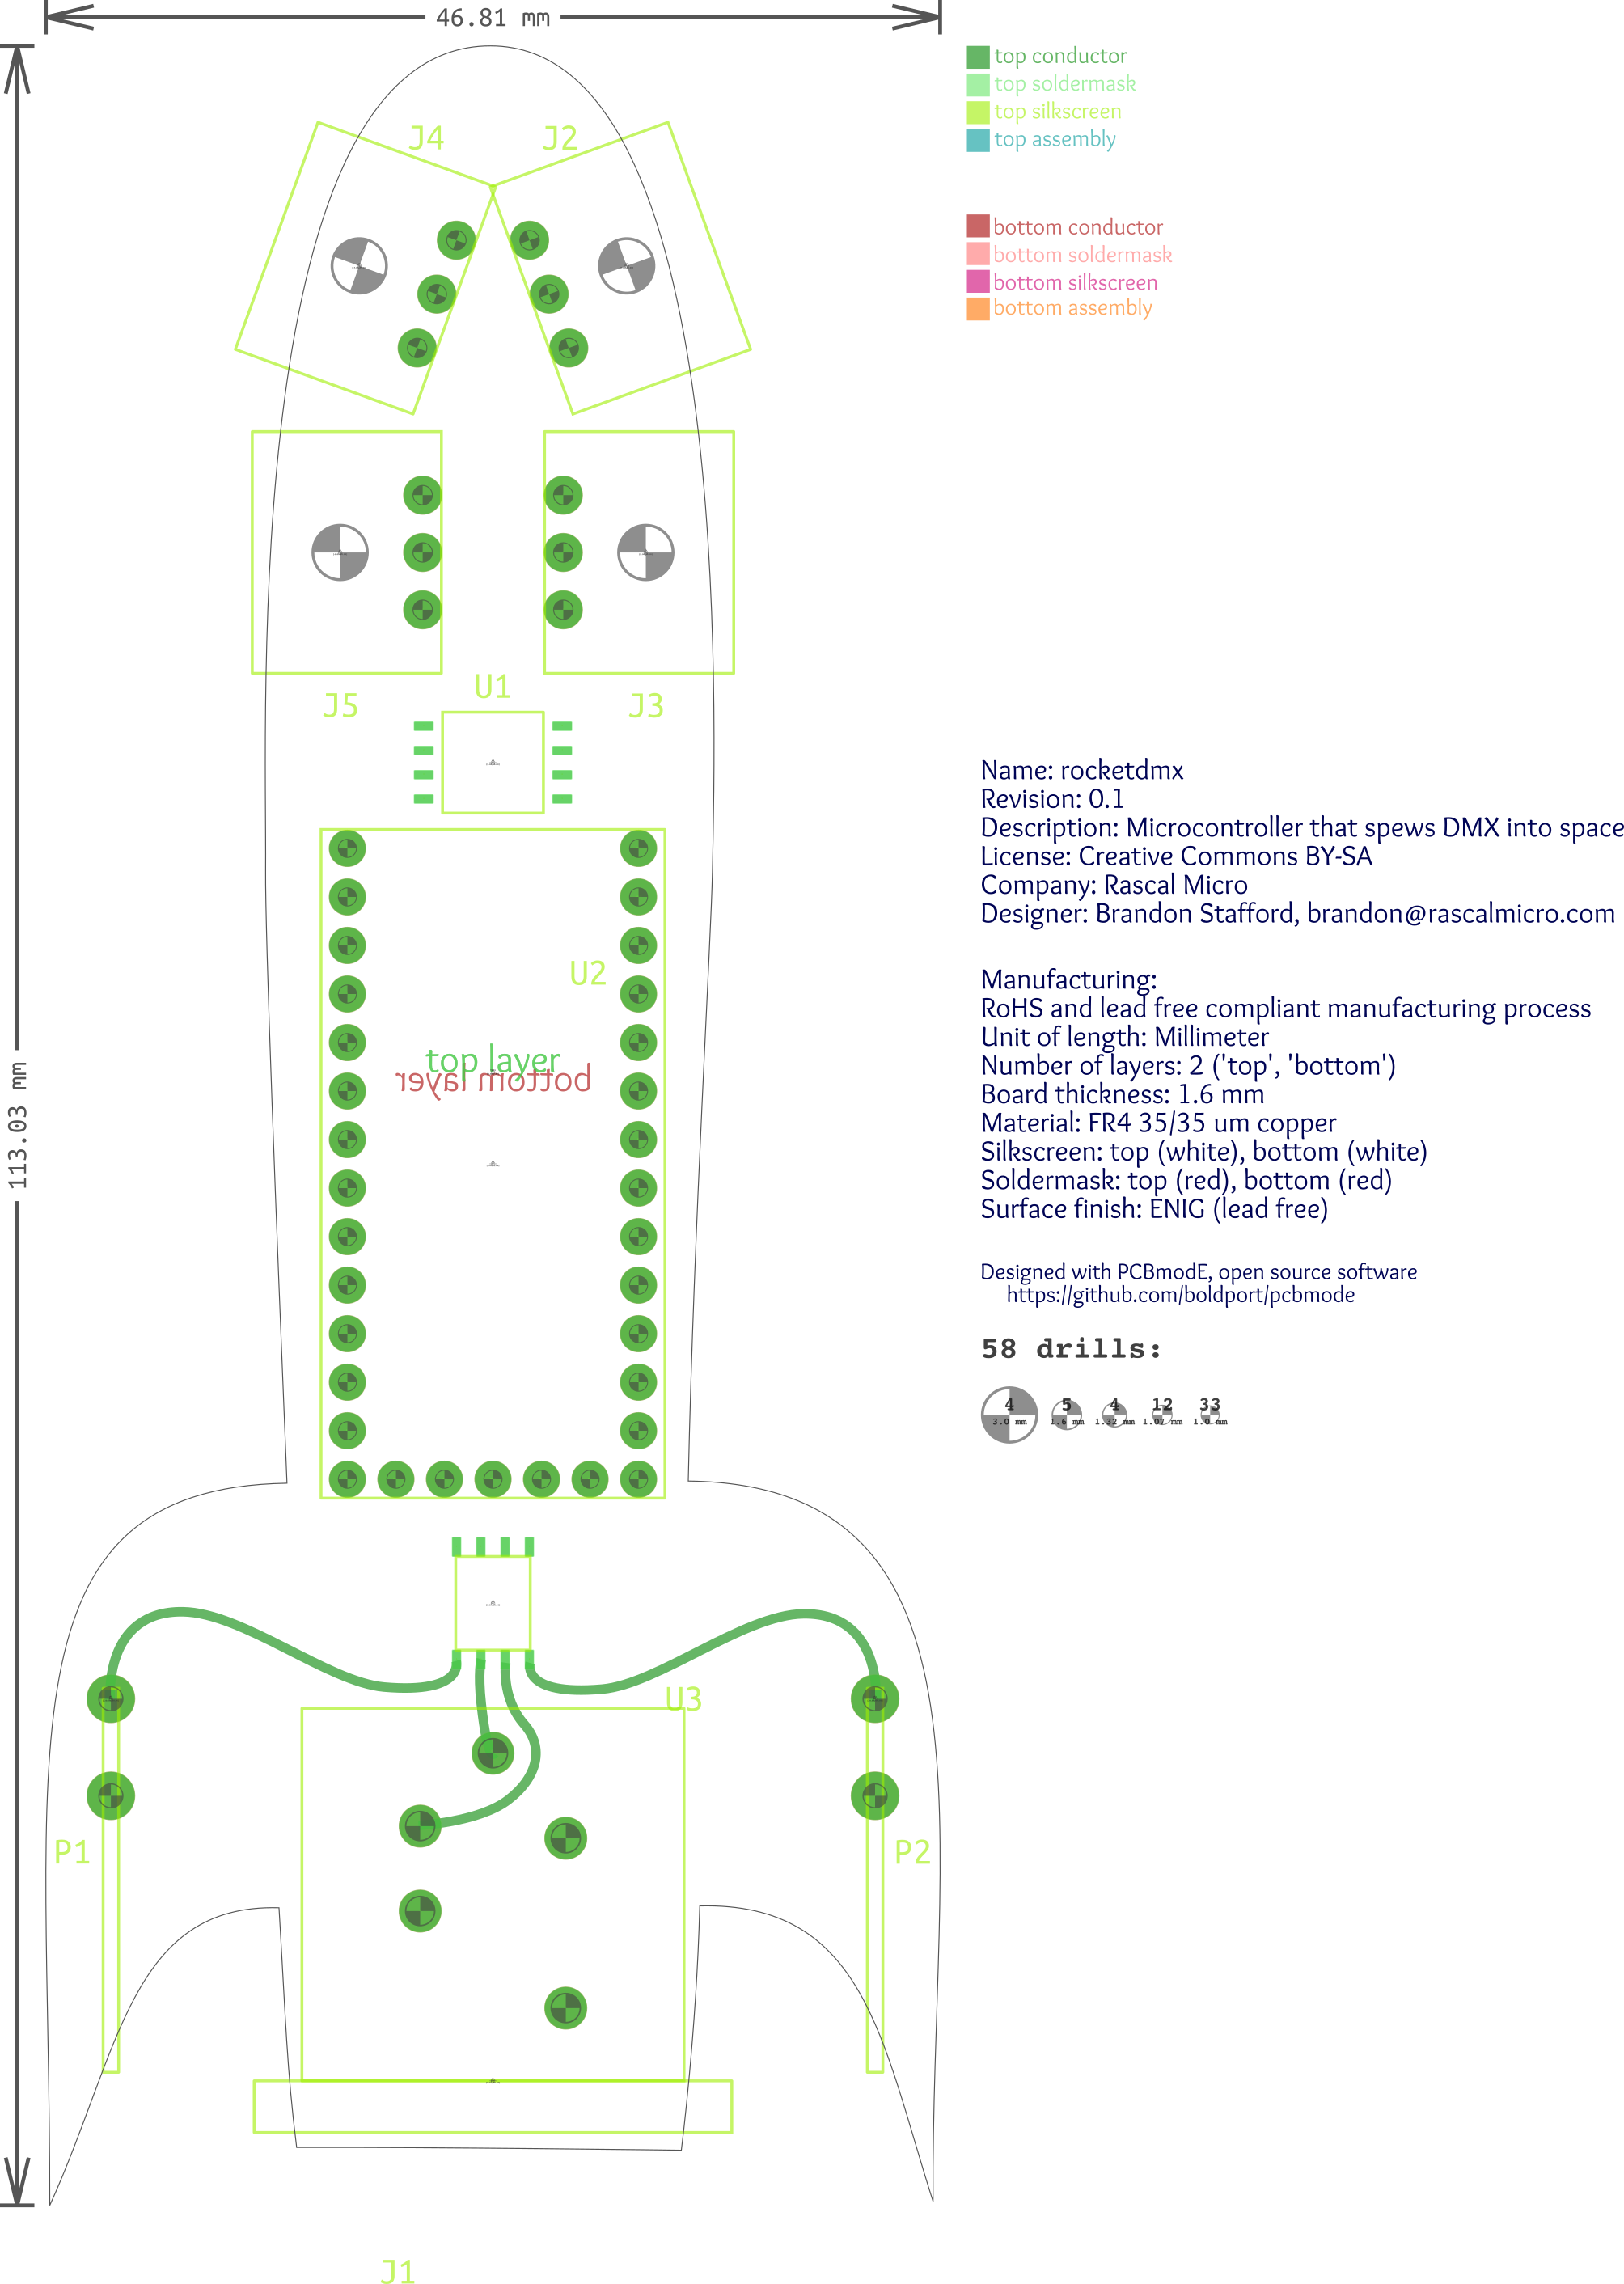 46.81 mm
113.03 mm
top conductor
top soldermask
top silkscreen
top assembly
bottom conductor
bottom soldermask
bottom silkscreen
bottom assembly
J4
J2
J5
U1
J3
U2
top layer
bottom layer
U3
P1
P2
J1
Name: rocketdmx
Revision: 0.1
Description: Microcontroller that spews DMX into space
License: Creative Commons BY-SA
Company: Rascal Micro
Designer: Brandon Stafford, brandon@rascalmicro.com
Manufacturing:
RoHS and lead free compliant manufacturing process
Unit of length: Millimeter
Number of layers: 2 ('top', 'bottom')
Board thickness: 1.6 mm
Material: FR4 35/35 um copper
Silkscreen: top (white), bottom (white)
Soldermask: top (red), bottom (red)
Surface finish: ENIG (lead free)
Designed with PCBmodE, open source software
https://github.com/boldport/pcbmode
58 drills:
4 5 4 12 33
3.0 mm 1.6 mm 1.32 mm 1.07 mm 1.0 mm